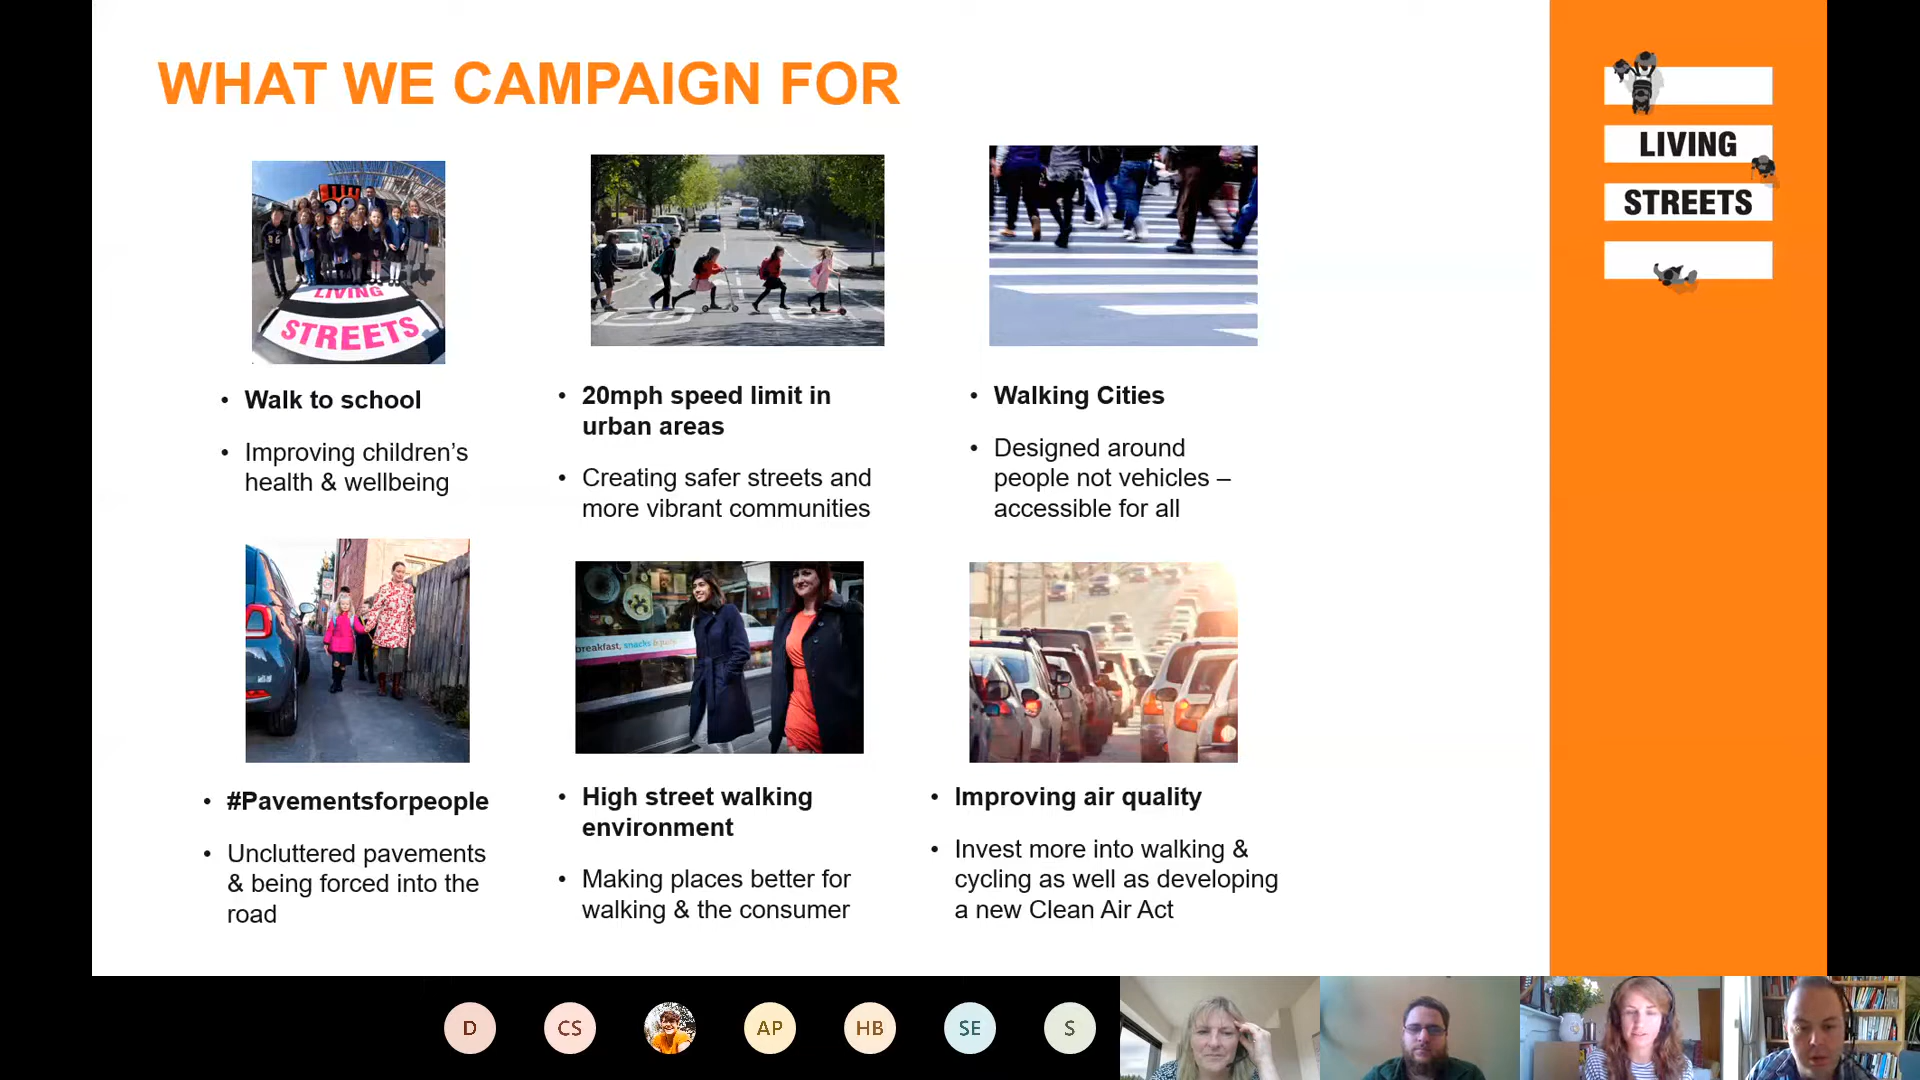 WHAT WE CAMPAIGN FOR
LIVING
STREETS
LIVING
STREETS
• Walk to school
• Improving children’s
health & wellbeing
• 20mph speed limit in
urban areas
• Creating safer streets and
more vibrant communities
• Walking Cities
• Designed around
people not vehicles –
accessible for all
breakfast, snacks
• #Pavementsforpeople
• Uncluttered pavements
& being forced into the
road
• High street walking
environment
• Making places better for
walking & the consumer
• Improving air quality
• Invest more into walking &
cycling as well as developing
a new Clean Air Act
D
CS
AP
HB
SE
S